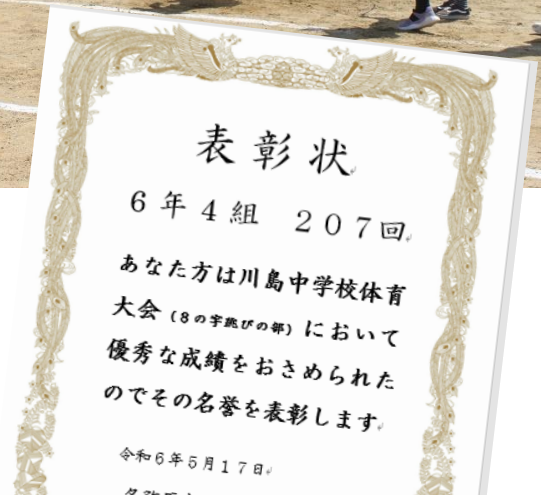 表彰状
6年4組 207回
あなた方は川島中学校体育
大会(8の字跳びの部)において
優秀な成績をおさめられた
のでその名誉を表彰します
令和6年5月17日